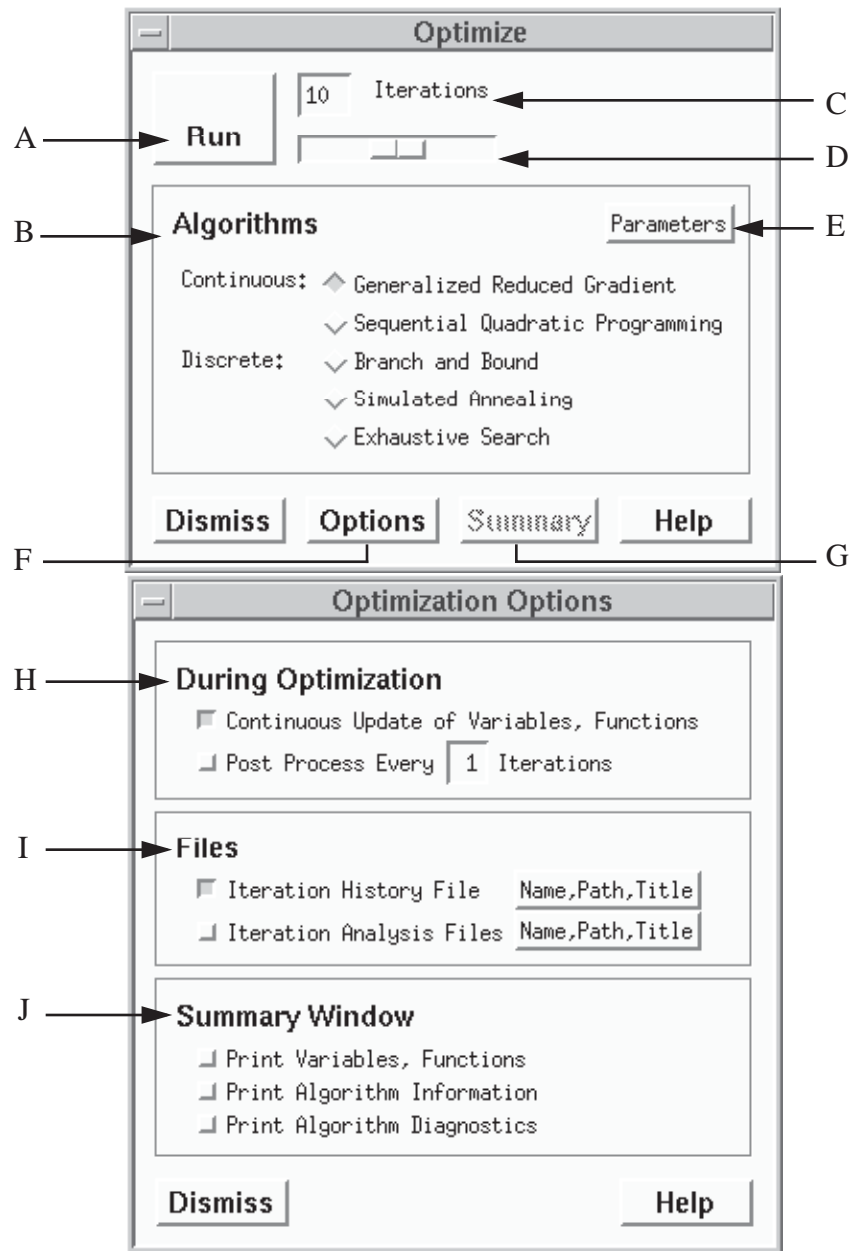 Optimize
10 Iterations
C
A
Run
D
B
Algorithms
Parameters
E
Continuous: Generalized Reduced Gradient
Sequential Quadratic Programming
Discrete: Branch and Bound
Simulated Annealing
Exhaustive Search
Dismiss Options Summary Help
F
G
Optimization Options
H
During Optimization
Continuous Update of Variables, Functions
Post Process Every 1 Iterations
I
Files
Iteration History File Name,Path,Title
Iteration Analysis Files Name,Path,Title
J
Summary Window
Print Variables, Functions
Print Algorithm Information
Print Algorithm Diagnostics
Dismiss Help